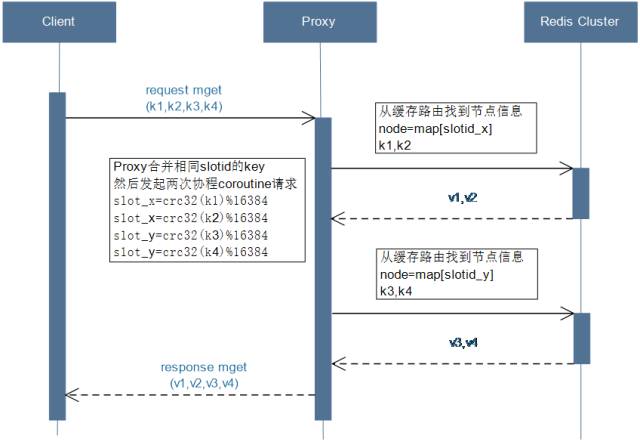 Client
Proxy
Redis Cluster
request mget
(k1,k2,k3,k4)
从缓存路由找到节点信息
node=map[slotid_x]
k1,k2
Proxy合并相同slotid的key
然后发起两次协程coroutine请求
slot_x=crc32(k1)%16384
slot_x=crc32(k2)%16384
slot_y=crc32(k3)%16384
slot_y=crc32(k4)%16384
v1,v2
从缓存路由找到节点信息
node=map[slotid_y]
k3,k4
v3,v4
response mget
(v1,v2,v3,v4)